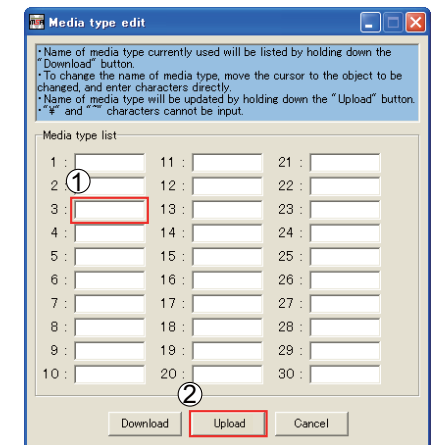 Media type edit
・Name of media type currently used will be listed by holding down the
"Download" button.
・To change the name of media type, move the cursor to the object to be
changed, and enter characters directly.
・Name of media type will be updated by holding down the "Upload" button.
・"¥" and "~" characters cannot be input.
Media type list
1 : 11 : 21 :
①
2 : 12 : 22 :
3 : 13 : 23 :
4 : 14 : 24 :
5 : 15 : 25 :
6 : 16 : 26 :
7 : 17 : 27 :
8 : 18 : 28 :
9 : 19 : 29 :
10 : 20 : 30 :
②
Download Upload Cancel